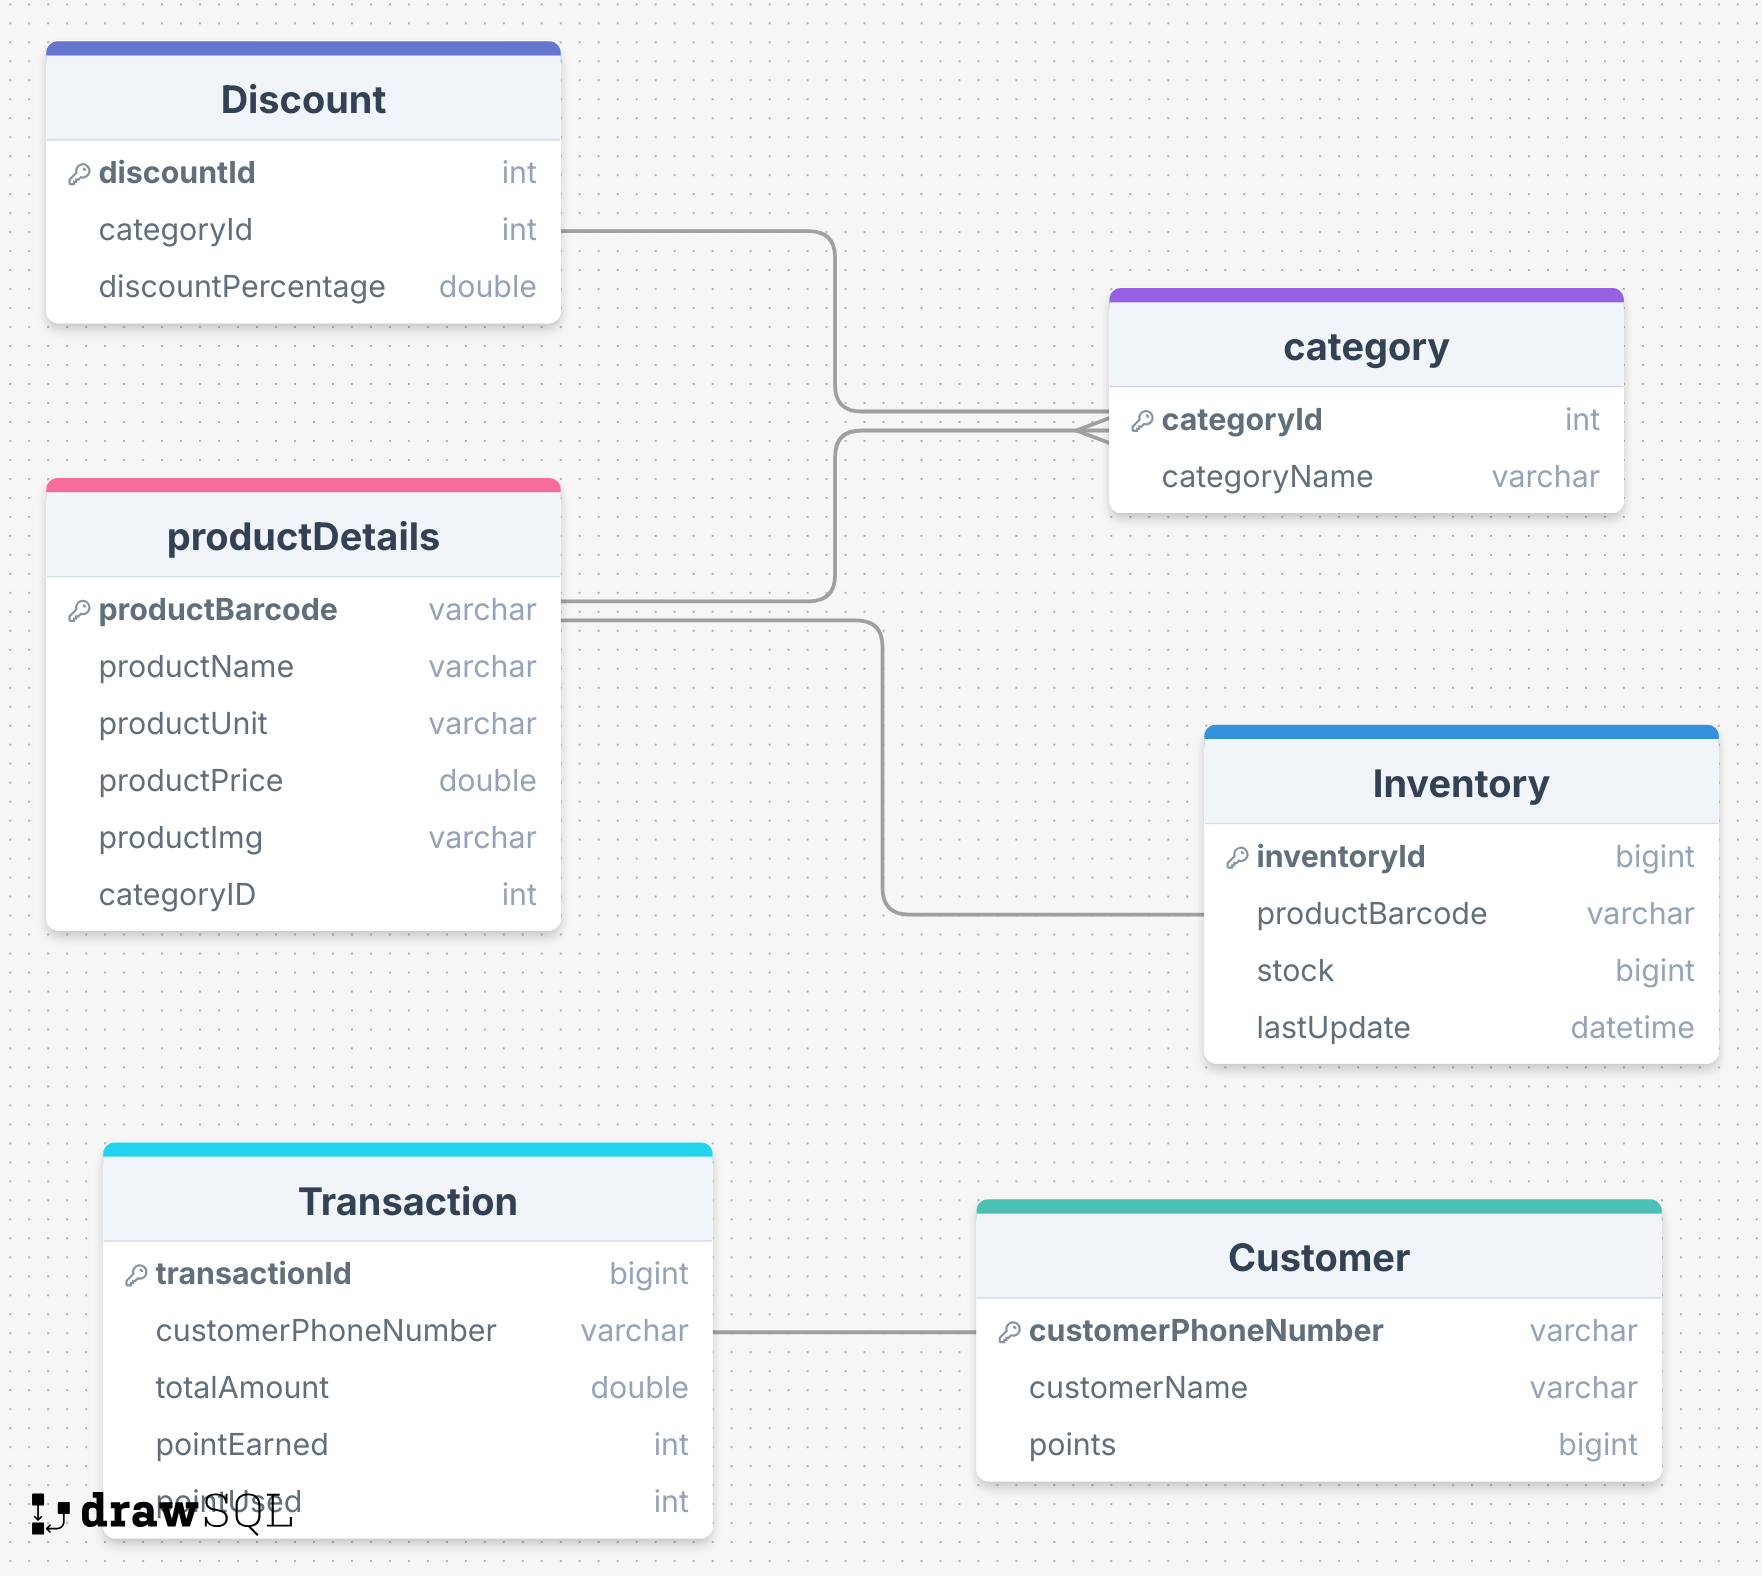 Discount
discountId int
categoryId int
discountPercentage double
category
categoryId int
categoryName varchar
productDetails
productBarcode varchar
productName varchar
productUnit varchar
productPrice double
productImg varchar
categoryID int
Inventory
inventoryId bigint
productBarcode varchar
stock bigint
lastUpdate datetime
Transaction
transactionId bigint
customerPhoneNumber varchar
totalAmount double
pointEarned int
pointUsed int
Customer
customerPhoneNumber varchar
customerName varchar
points bigint
drawSQL